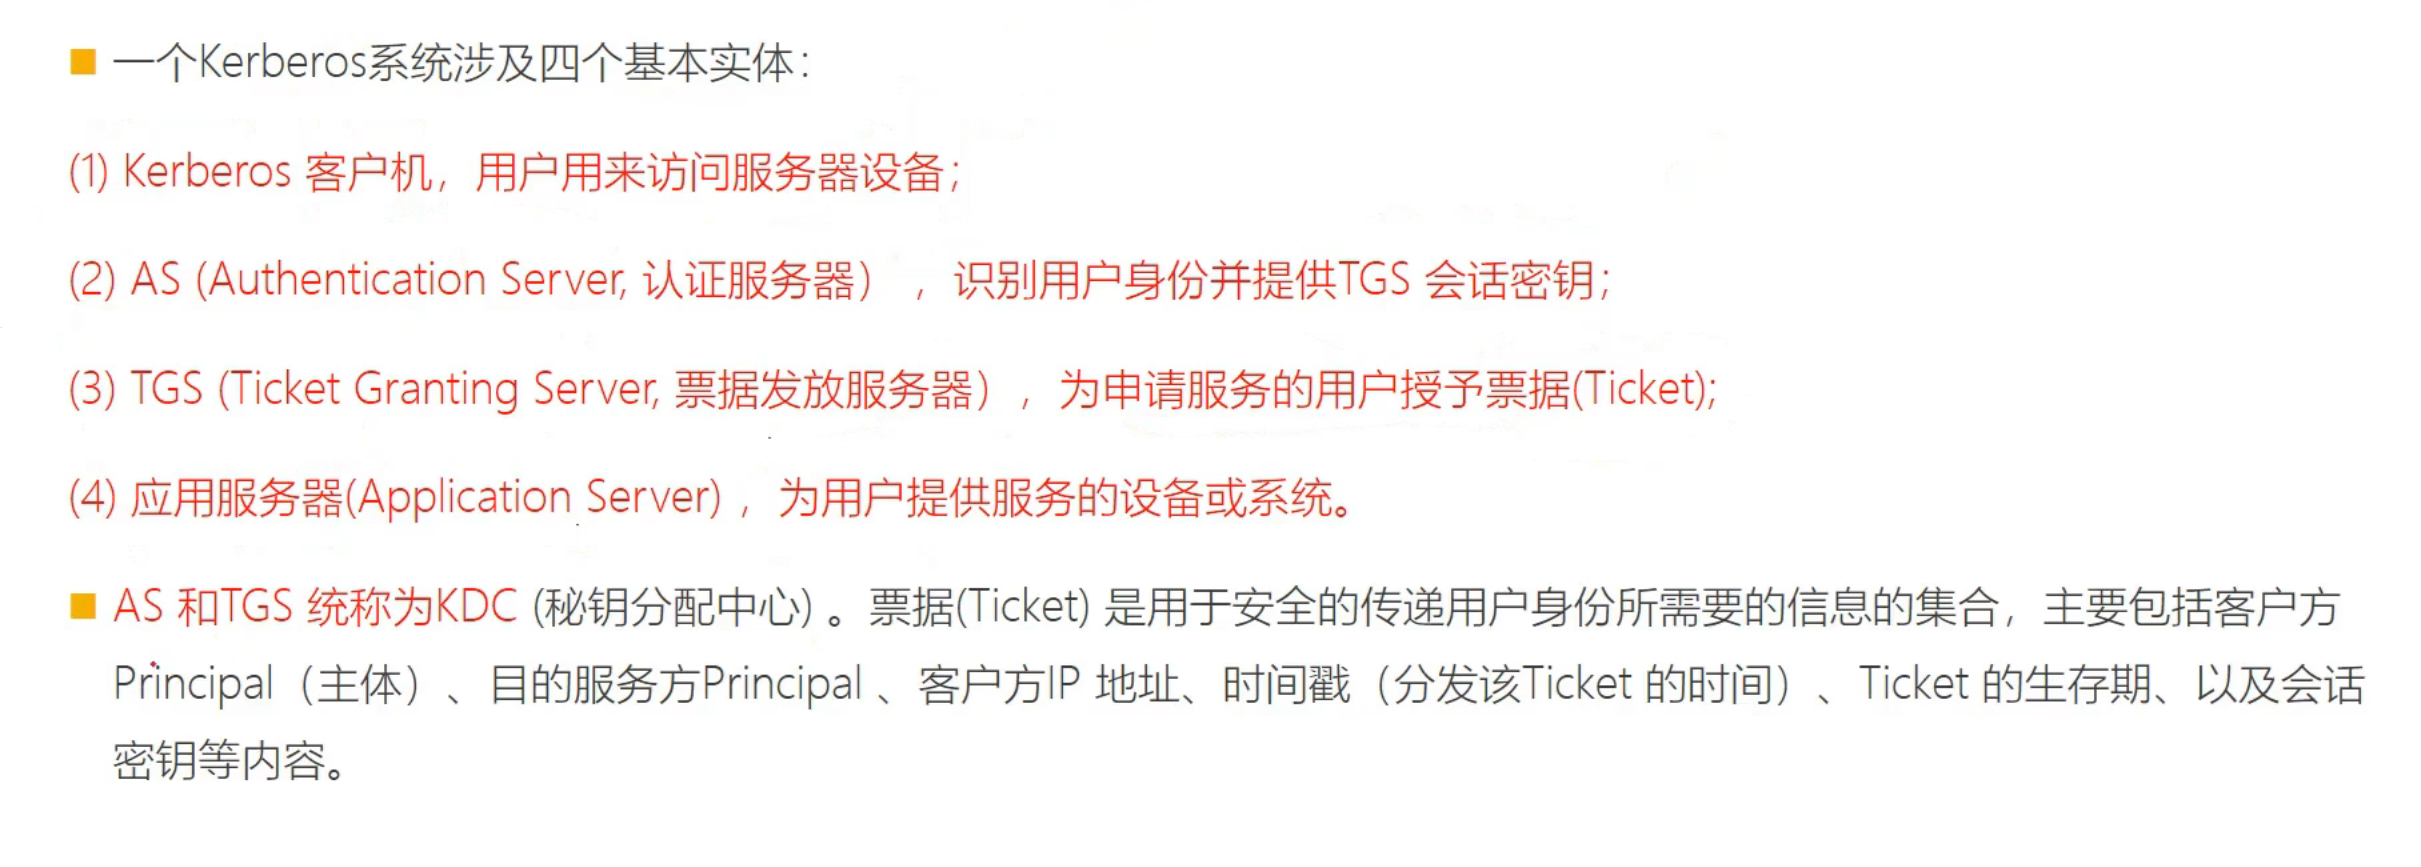 一个Kerberos系统涉及四个基本实体：
(1) Kerberos 客户机，用户用来访问服务器设备；
(2) AS (Authentication Server, 认证服务器），识别用户身份并提供TGS 会话密钥；
(3) TGS (Ticket Granting Server, 票据发放服务器），为申请服务的用户授予票据(Ticket);
(4) 应用服务器(Application Server) ，为用户提供服务的设备或系统。
AS 和TGS 统称为KDC (秘钥分配中心) 。票据(Ticket) 是用于安全的传递用户身份所需要的信息的集合，主要包括客户方
Principal（主体）、目的服务方Principal 、客户方IP 地址、时间戳（分发该Ticket 的时间）、Ticket 的生存期、以及会话
密钥等内容。